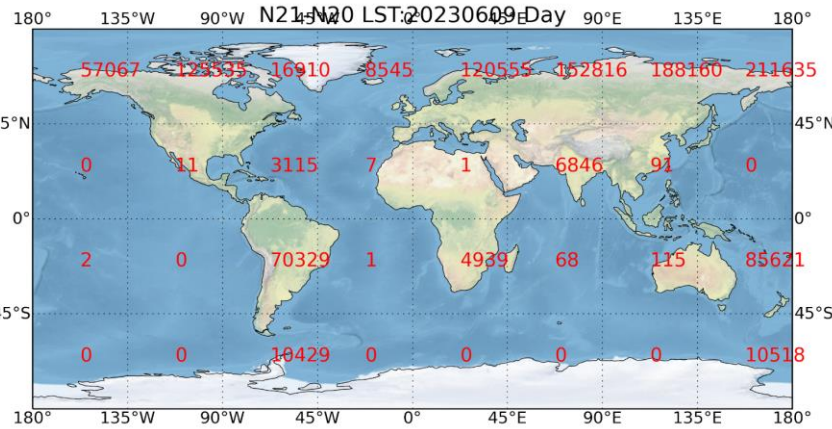 N21-N20 LST:20230609 Day
180° 135°W 90°W 45°W 0° 45°E 90°E 135°E 180°
57067 125535 16910 8545 120555 152816 188160 211635
5°N 45°N
0 11 3115 7 1 6846 91 0
0° 0°
2 0 70329 1 4939 68 115 85621
45°S 45°S
0 0 10429 0 0 0 0 10518
180° 135°W 90°W 45°W 0° 45°E 90°E 135°E 180°